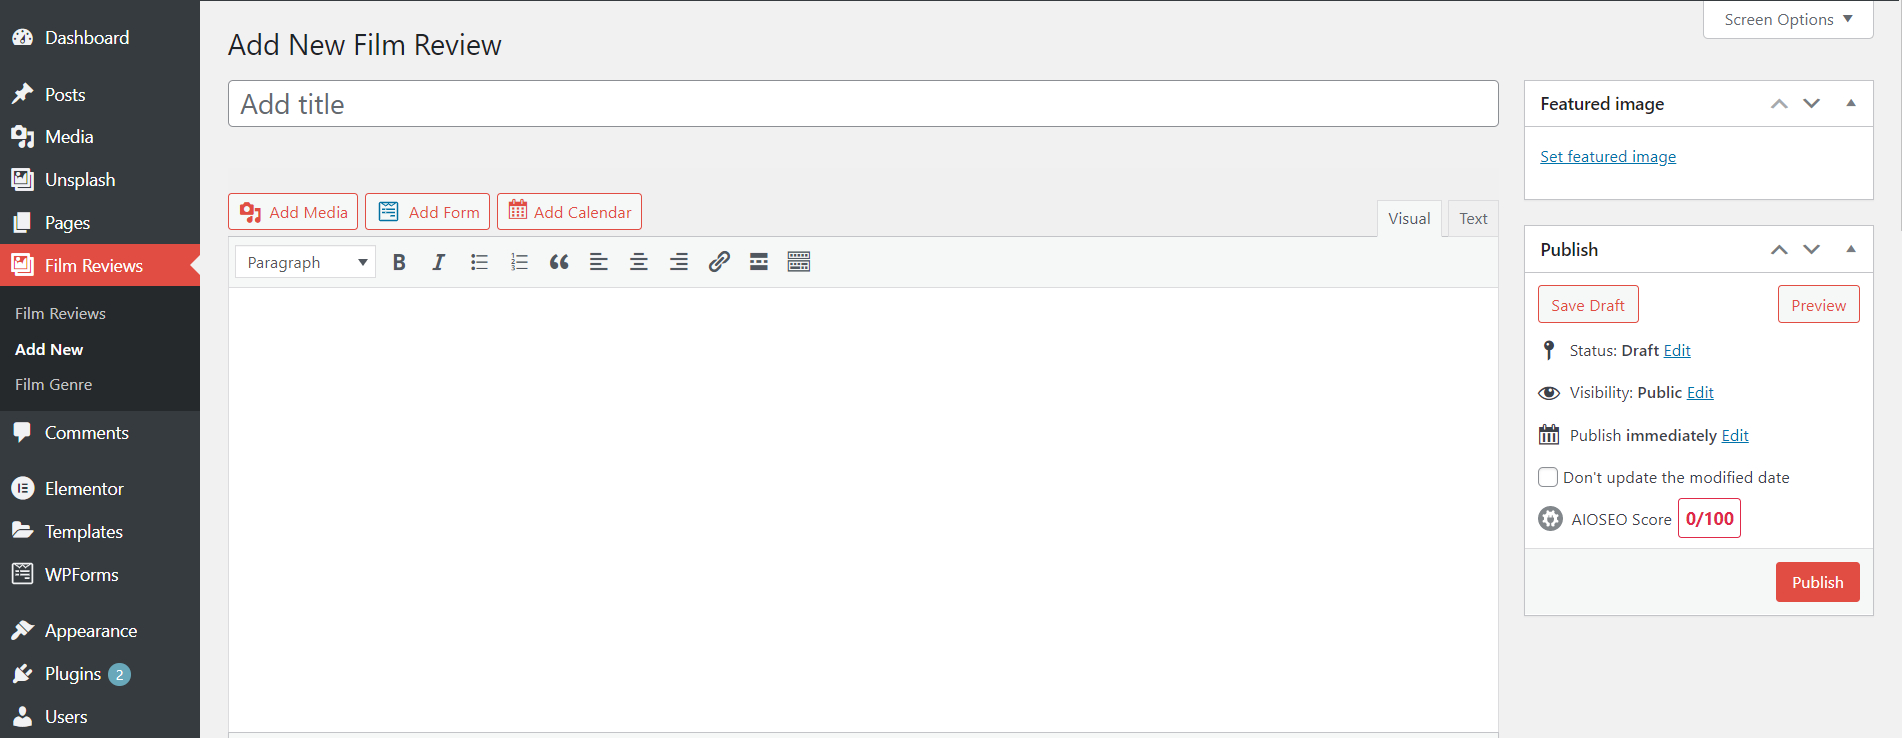 Dashboard
Posts
Media
Unsplash
Pages
Film Reviews
Film Reviews
Add New
Film Genre
Comments
Elementor
Templates
WPForms
Appearance
Plugins 2
Users
Screen Options
Add New Film Review
Add title
Add Media Add Form Add Calendar
Visual Text
Paragraph B I
Featured image
Set featured image
Publish
Save Draft Preview
Status: Draft Edit
Visibility: Public Edit
Publish immediately Edit
Don't update the modified date
AIOSEO Score 0/100
Publish